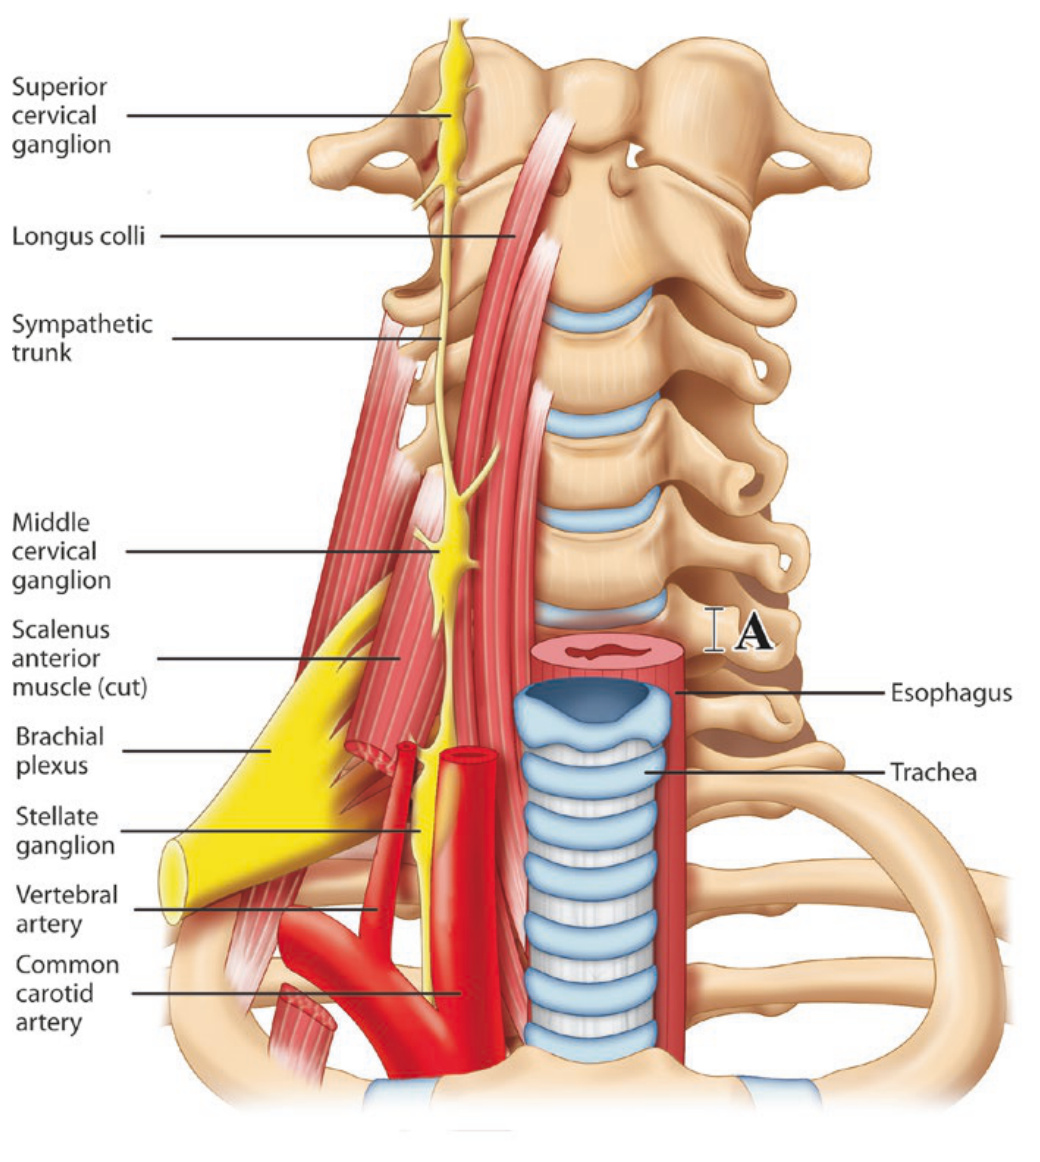 Superior
cervical
ganglion
Longus colli
Sympathetic
trunk
Middle
cervical
ganglion
Scalenus
anterior
muscle (cut)
A
Esophagus
Brachial
plexus
Trachea
Stellate
ganglion
Vertebral
artery
Common
carotid
artery